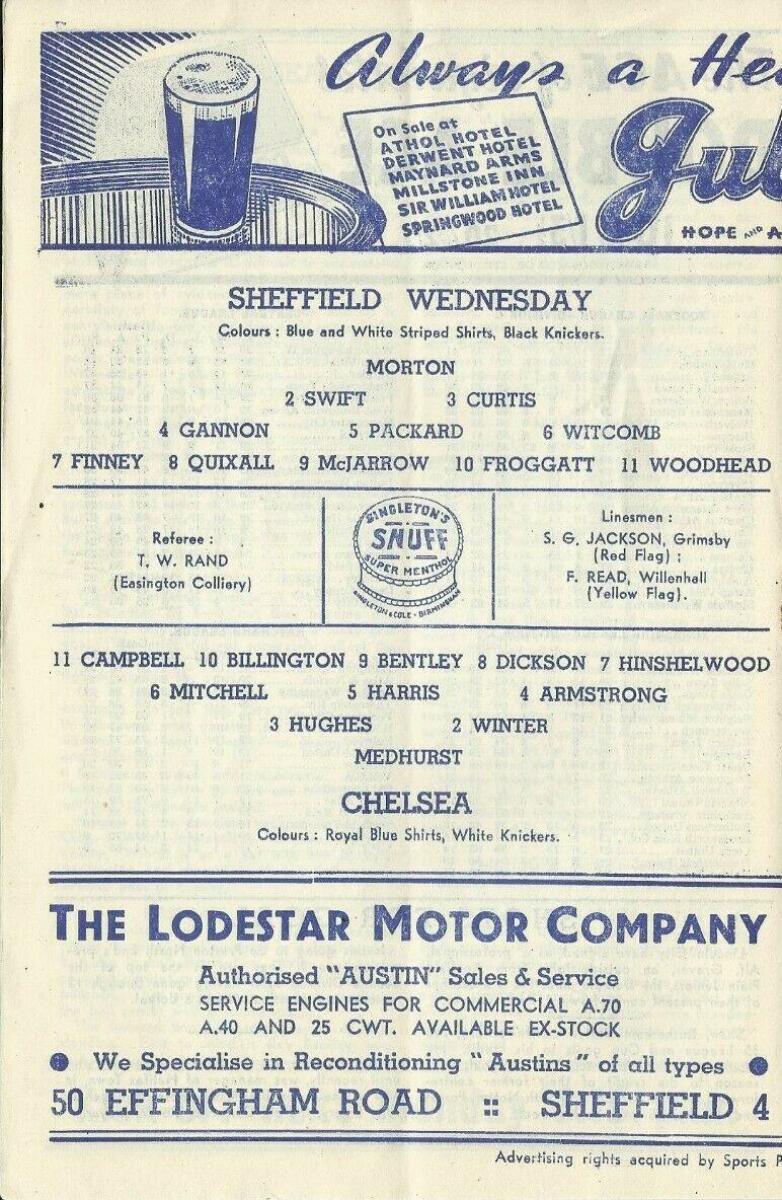 Always a He
On Sale at
ATHOL HOTEL
DERWENT HOTEL
MAYNARD ARMS
MILLSTONE INN
SIR WILLIAM HOTEL
SPRINGWOOD HOTEL
Jul
HOPE AND A
SHEFFIELD WEDNESDAY
Colours : Blue and White Striped Shirts, Black Knickers.
MORTON
2 SWIFT 3 CURTIS
4 GANNON 5 PACKARD 6 WITCOMB
7 FINNEY 8 QUIXALL 9 McJARROW 10 FROGGATT 11 WOODHEAD
Referee :
T. W. RAND
(Easington Colliery)
SINGLETON'S
SNUFF
SUPER MENTHOL
SINGLETON & COLE - BIRMINGHAM
Linesmen :
S. G. JACKSON, Grimsby
(Red Flag) ;
F. READ, Willenhall
(Yellow Flag).
11 CAMPBELL 10 BILLINGTON 9 BENTLEY 8 DICKSON 7 HINSHELWOOD
6 MITCHELL 5 HARRIS 4 ARMSTRONG
3 HUGHES 2 WINTER
MEDHURST
CHELSEA
Colours : Royal Blue Shirts, White Knickers.
THE LODESTAR MOTOR COMPANY
Authorised "AUSTIN" Sales & Service
SERVICE ENGINES FOR COMMERCIAL A.70
A.40 AND 25 CWT. AVAILABLE EX-STOCK
● We Specialise in Reconditioning "Austins" of all types ●
50 EFFINGHAM ROAD :: SHEFFIELD 4
Advertising rights acquired by Sports P